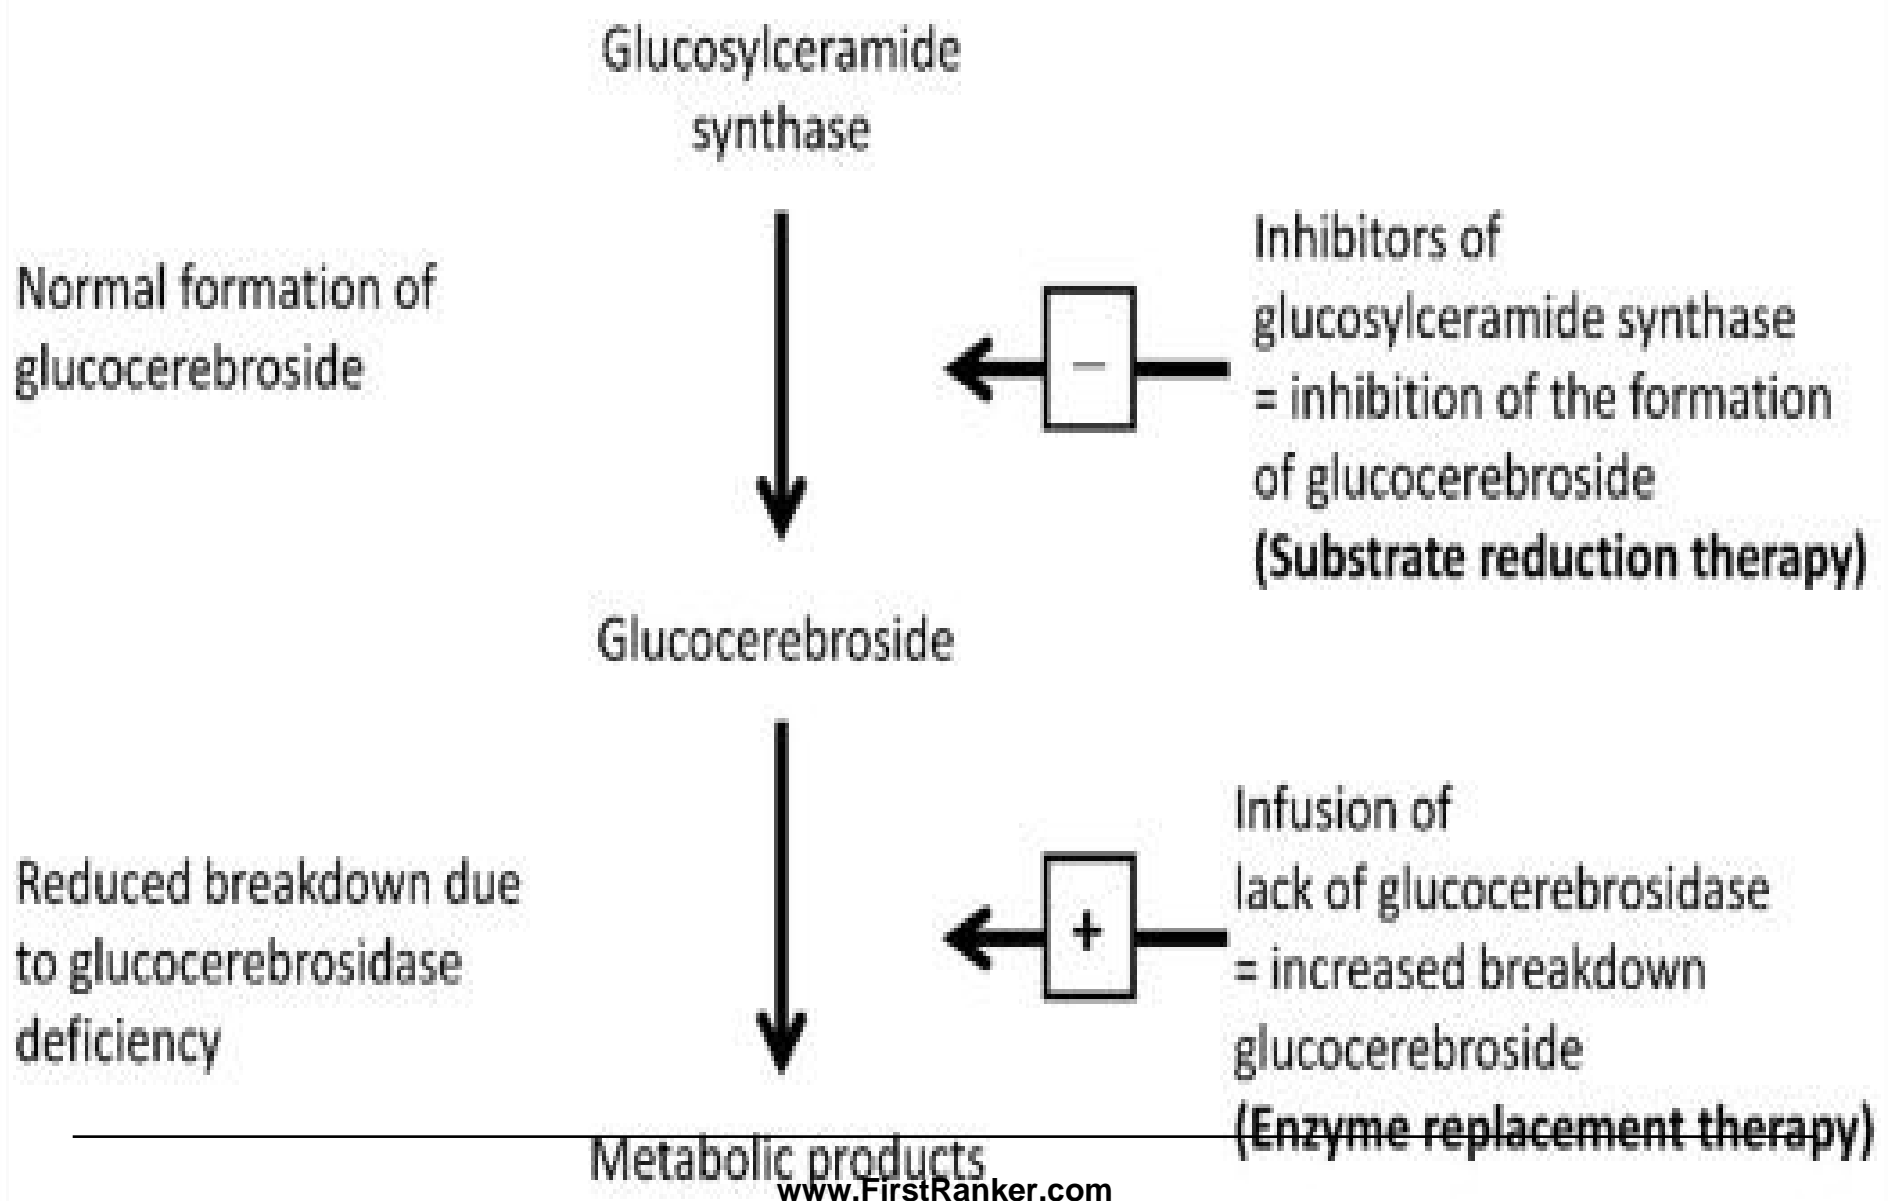 Glucosylceramide
synthase
Normal formation of
glucocerebroside
–
Inhibitors of
glucosylceramide synthase
= inhibition of the formation
of glucocerebroside
(Substrate reduction therapy)
Glucocerebroside
Reduced breakdown due
to glucocerebrosidase
deficiency
+
Infusion of
lack of glucocerebrosidase
= increased breakdown
glucocerebroside
(Enzyme replacement therapy)
Metabolic products
www.FirstRanker.com